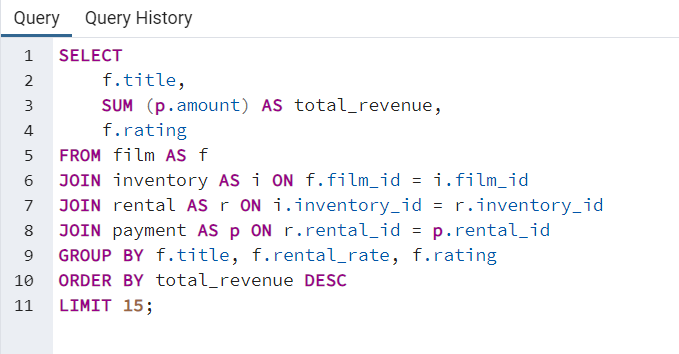 Query Query History
1 SELECT
2 f.title,
3 SUM (p.amount) AS total_revenue,
4 f.rating
5 FROM film AS f
6 JOIN inventory AS i ON f.film_id = i.film_id
7 JOIN rental AS r ON i.inventory_id = r.inventory_id
8 JOIN payment AS p ON r.rental_id = p.rental_id
9 GROUP BY f.title, f.rental_rate, f.rating
10 ORDER BY total_revenue DESC
11 LIMIT 15;